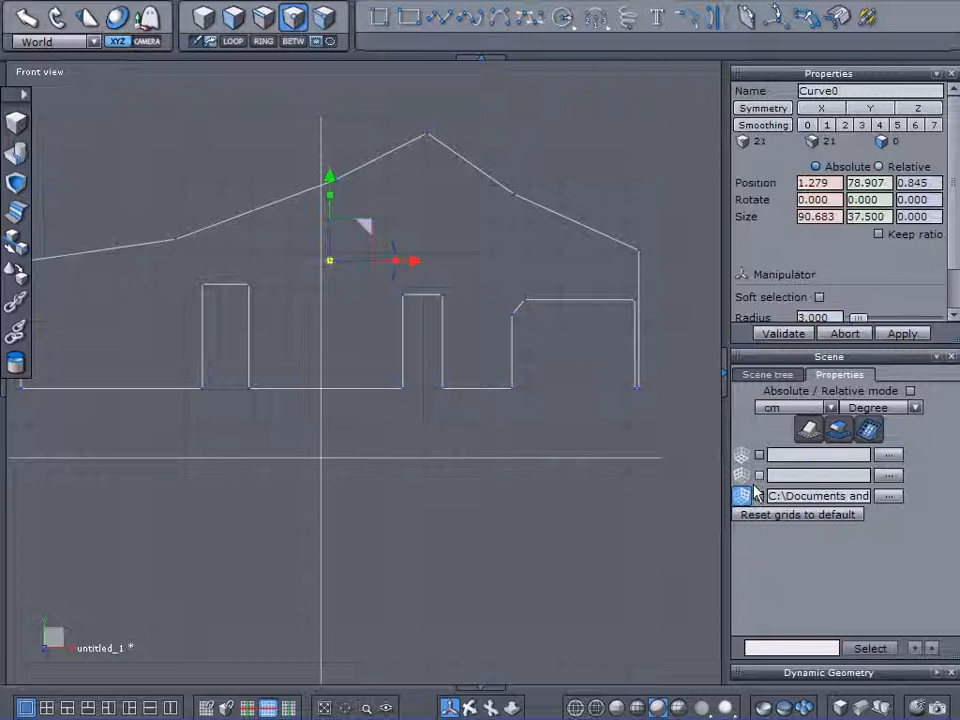 World
XYZ
CAMERA
LOOP
RING
BETW
T
Front view
Properties
Name
Curve0
Symmetry
X
Y
Z
Smoothing
0
1
2
3
4
5
6
7
21
21
0
Absolute
Relative
Position
1.279
78.907
0.845
Rotate
0.000
0.000
0.000
Size
90.683
37.500
0.000
Keep ratio
Manipulator
Soft selection
Radius
3.000
Validate
Abort
Apply
Scene
Scene tree
Properties
Absolute / Relative mode
cm
Degree
...
...
C:\Documents and
...
Reset grids to default
untitled_1 *
Select
Dynamic Geometry